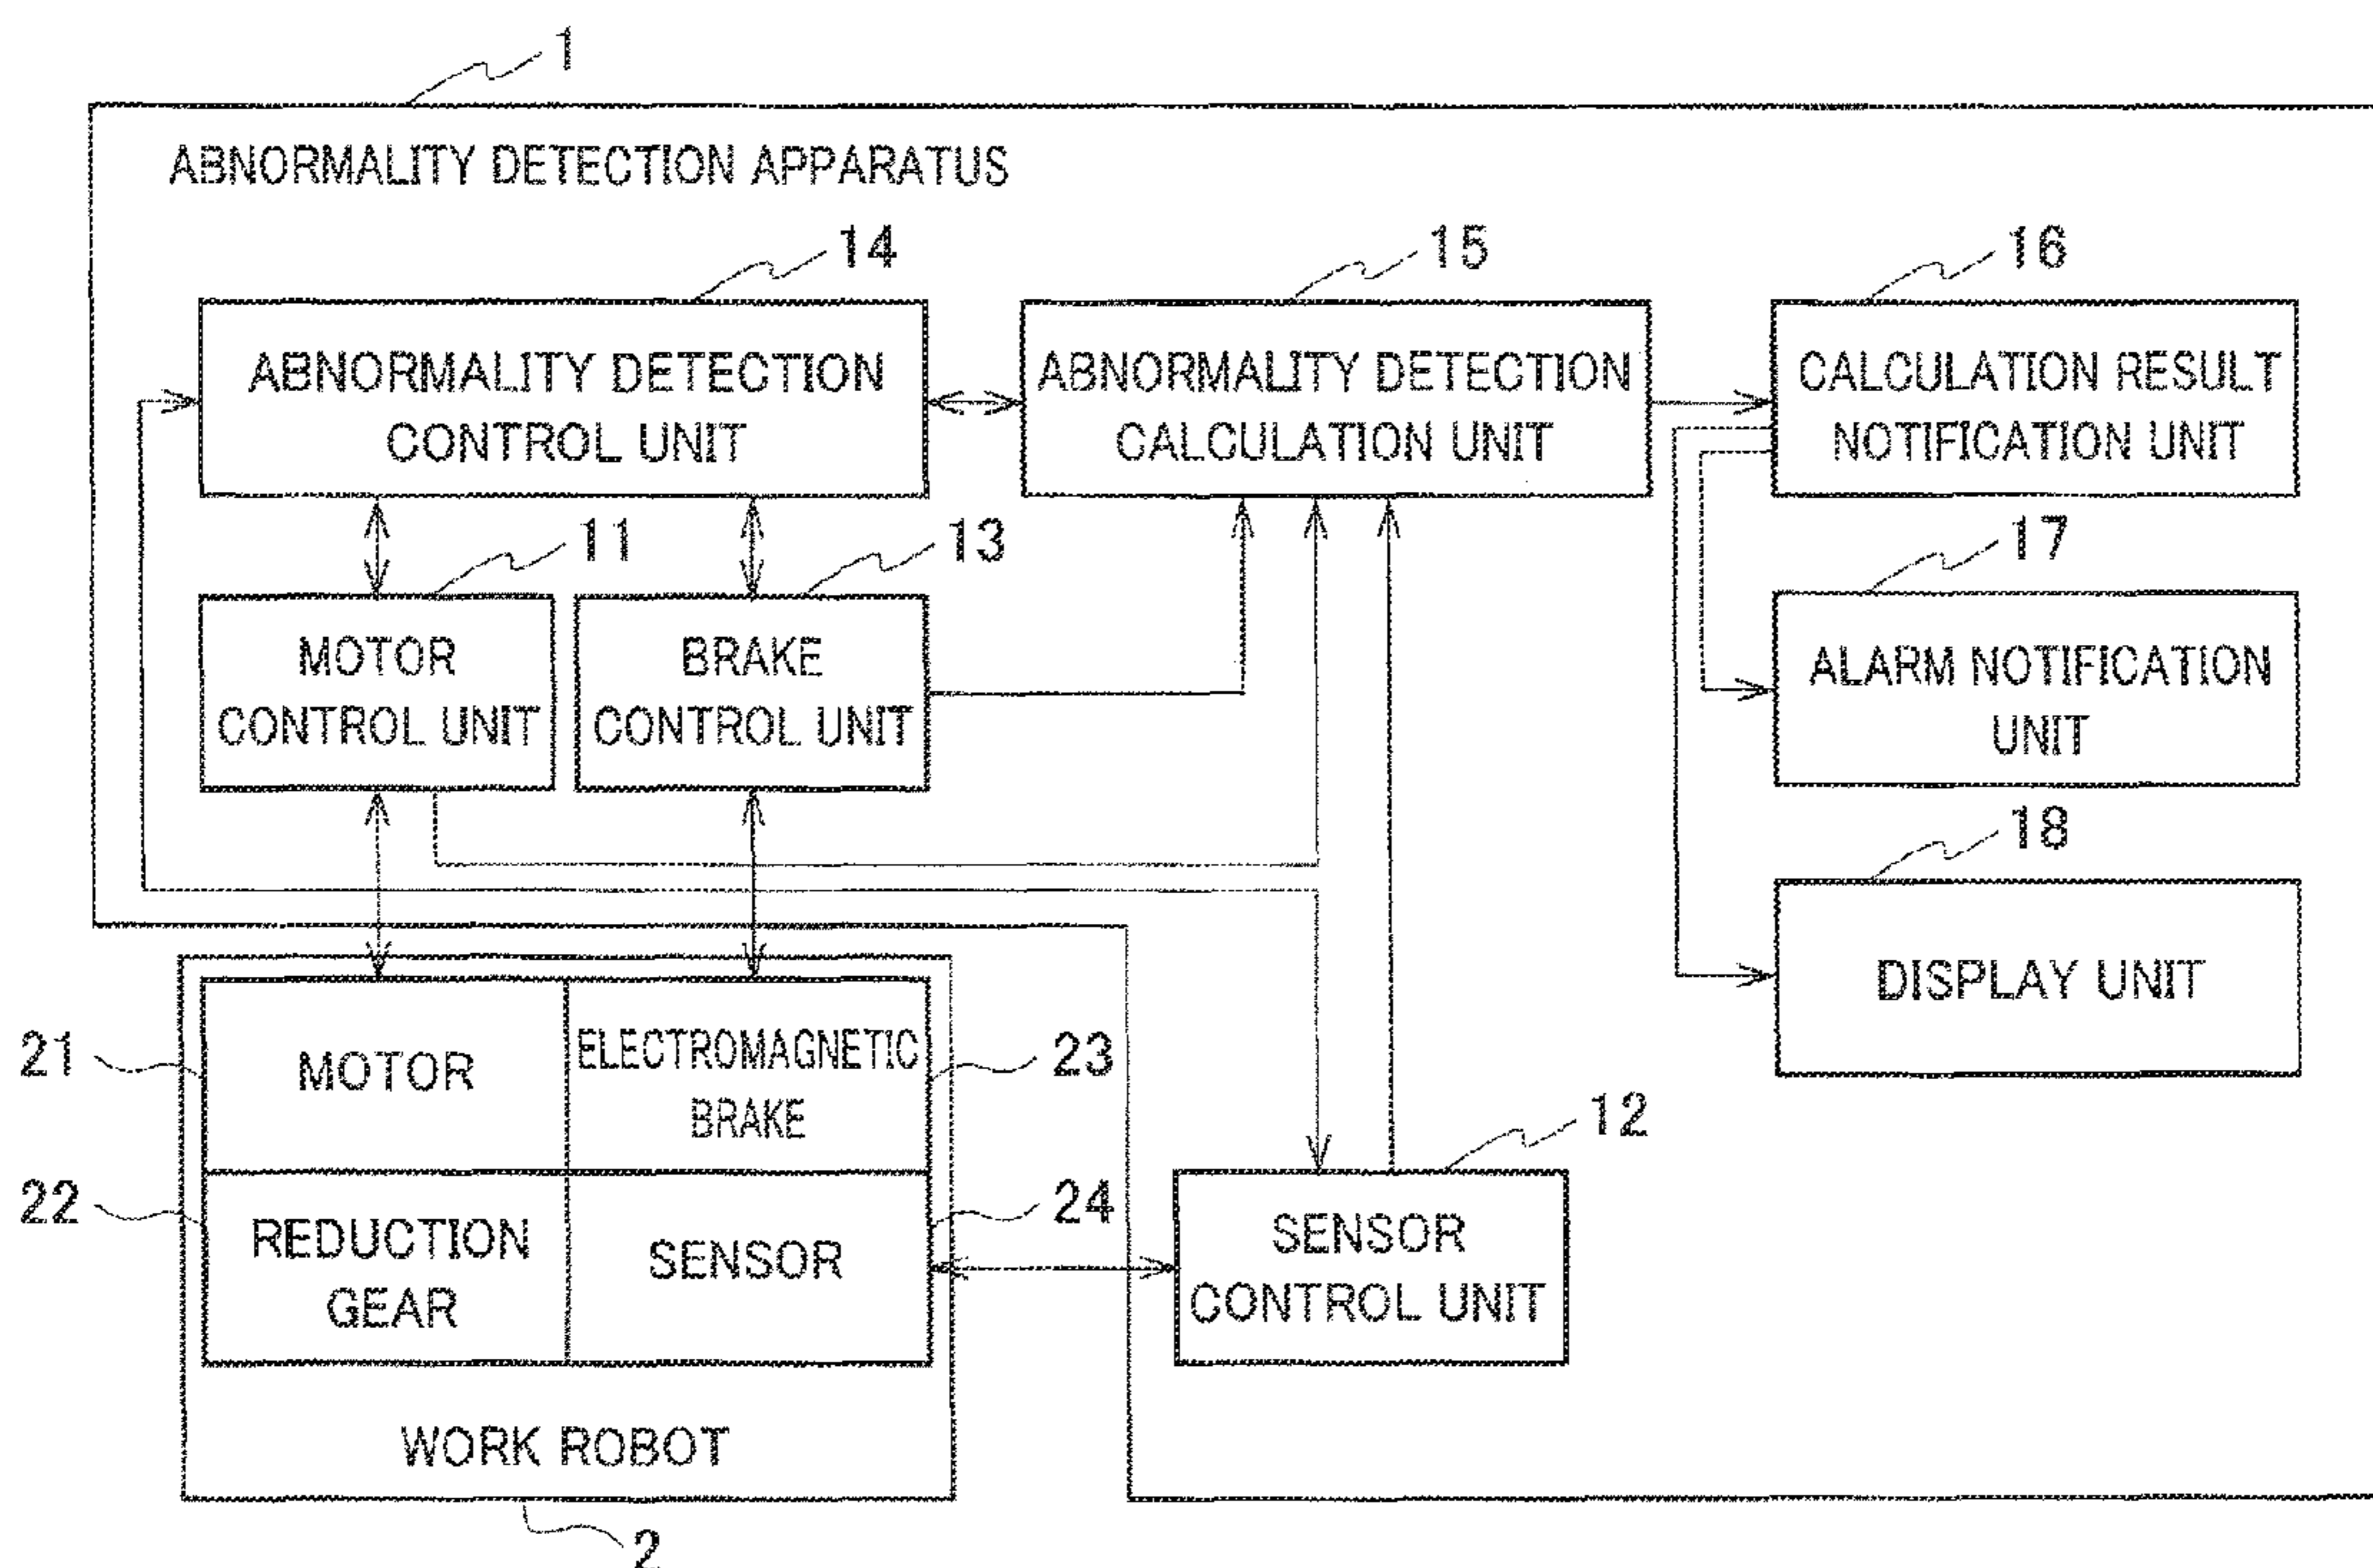 1
ABNORMALITY DETECTION APPARATUS
14
15
16
ABNORMALITY DETECTION
CONTROL UNIT
ABNORMALITY DETECTION
CALCULATION UNIT
CALCULATION RESULT
NOTIFICATION UNIT
11
13
17
MOTOR
CONTROL UNIT
BRAKE
CONTROL UNIT
ALARM NOTIFICATION
UNIT
18
DISPLAY UNIT
21
MOTOR
ELECTROMAGNETIC
BRAKE
23
12
22
REDUCTION
GEAR
SENSOR
24
SENSOR
CONTROL UNIT
WORK ROBOT
2